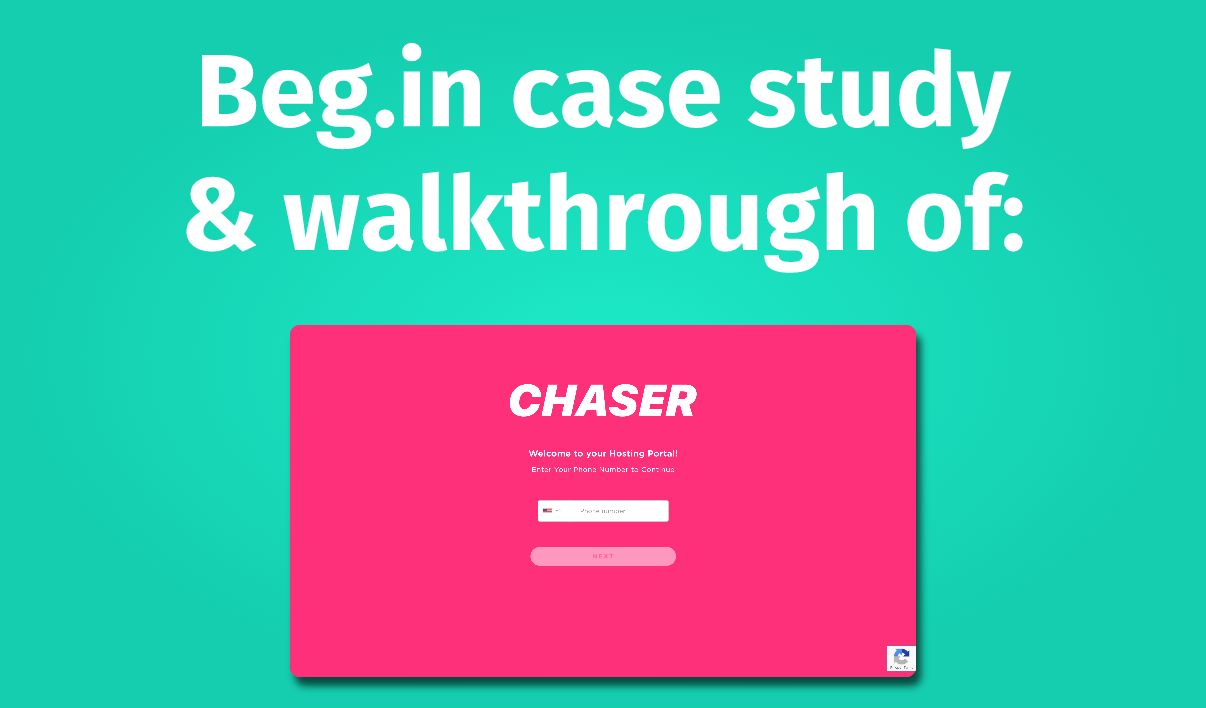 Beg.in case study
& walkthrough of:
CHASER
Welcome to your Hosting Portal!
Enter Your Phone Number to Continue
Phone number
NEXT